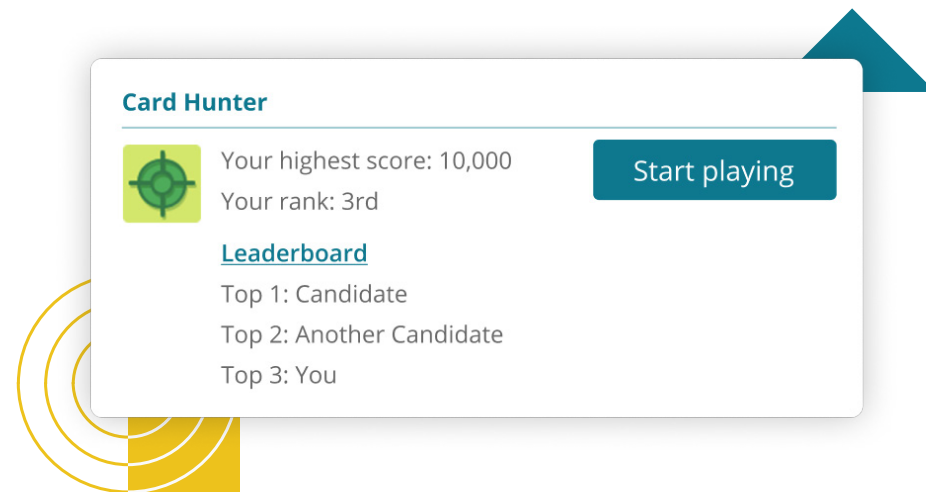 Card Hunter
Your highest score: 10,000
Start playing
Your rank: 3rd
Leaderboard
Top 1: Candidate
Top 2: Another Candidate
Top 3: You